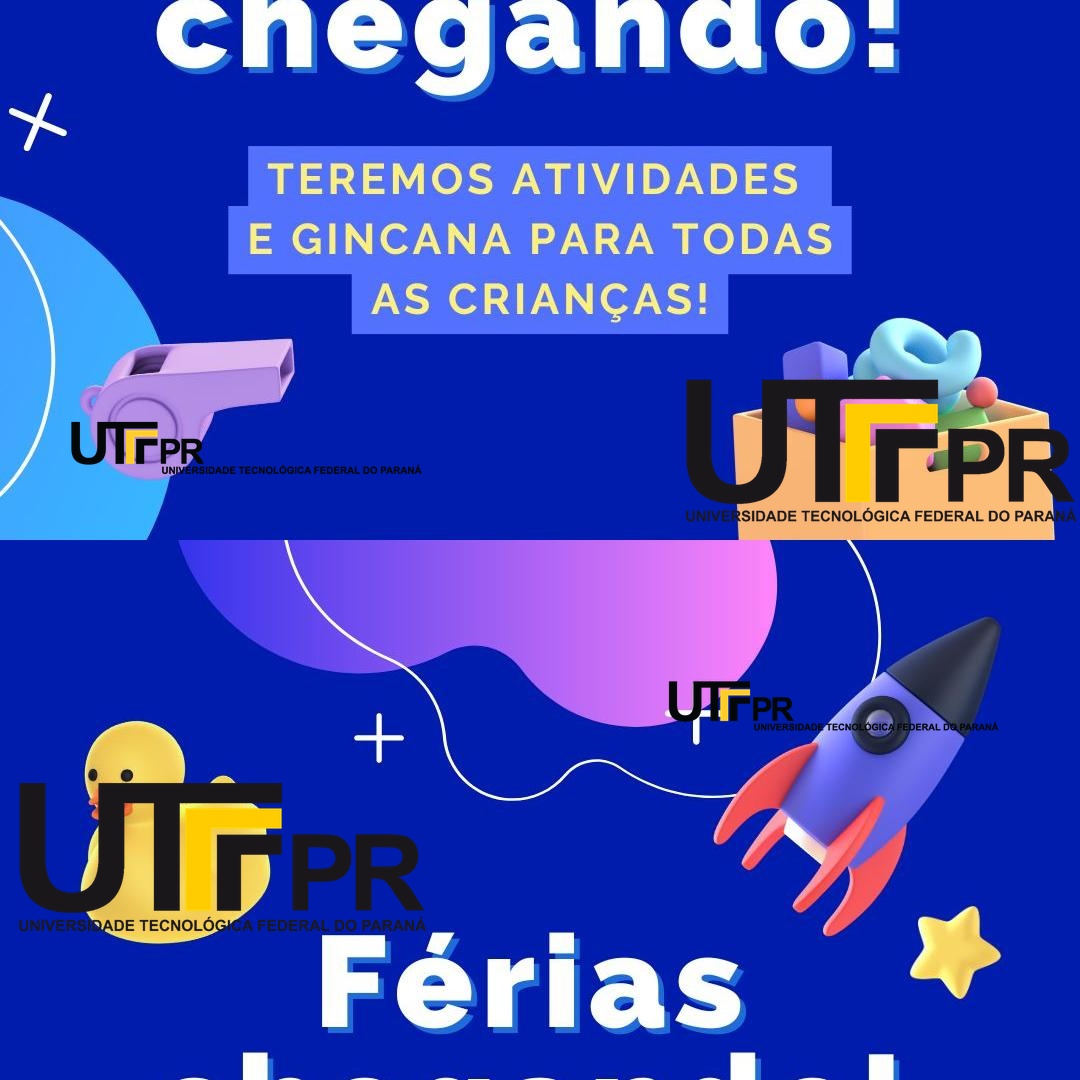 chegando!
TEREMOS ATIVIDADES
E GINCANA PARA TODAS
AS CRIANÇAS!
UTFPR
UNIVERSIDADE TECNOLÓGICA FEDERAL DO PARANÁ
UTFPR
UNIVERSIDADE TECNOLÓGICA FEDERAL DO PARANÁ
UTFPR
UNIVERSIDADE TECNOLÓGICA FEDERAL DO PARANÁ
UTFPR
UNIVERSIDADE TECNOLÓGICA FEDERAL DO PARANÁ
Férias
chegando!